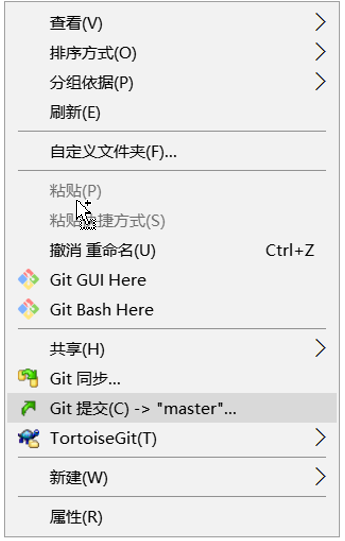 查看(V)
排序方式(O)
分组依据(P)
刷新(E)
自定义文件夹(F)...
粘贴(P)
粘贴快捷方式(S)
撤消 重命名(U) Ctrl+Z
Git GUI Here
Git Bash Here
共享(H)
Git 同步...
Git 提交(C) -> "master"...
TortoiseGit(T)
新建(W)
属性(R)